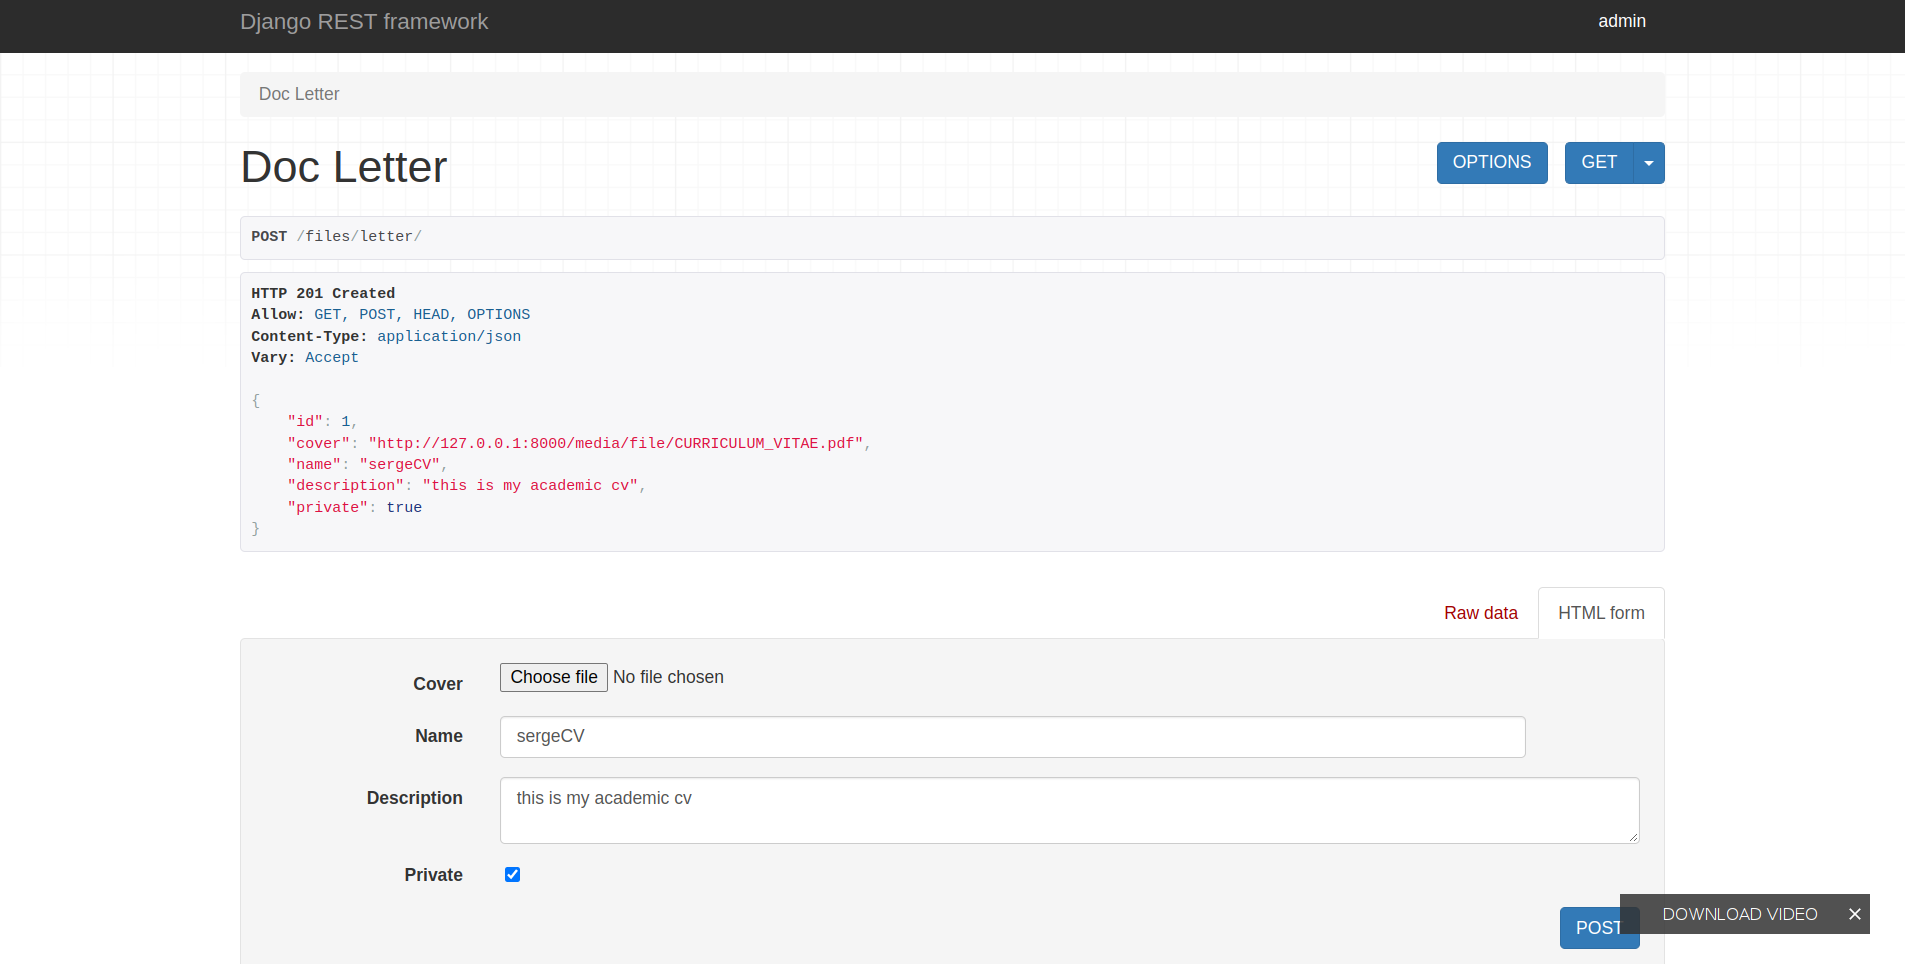 Django REST framework
admin
Doc Letter
Doc Letter
OPTIONS
GET
POST /files/letter/
HTTP 201 Created
Allow: GET, POST, HEAD, OPTIONS
Content-Type: application/json
Vary: Accept
{
    "id": 1,
    "cover": "http://127.0.0.1:8000/media/file/CURRICULUM_VITAE.pdf",
    "name": "sergeCV",
    "description": "this is my academic cv",
    "private": true
}
Raw data
HTML form
Cover
Choose file No file chosen
Name
sergeCV
Description
this is my academic cv
Private
POST
DOWNLOAD VIDEO